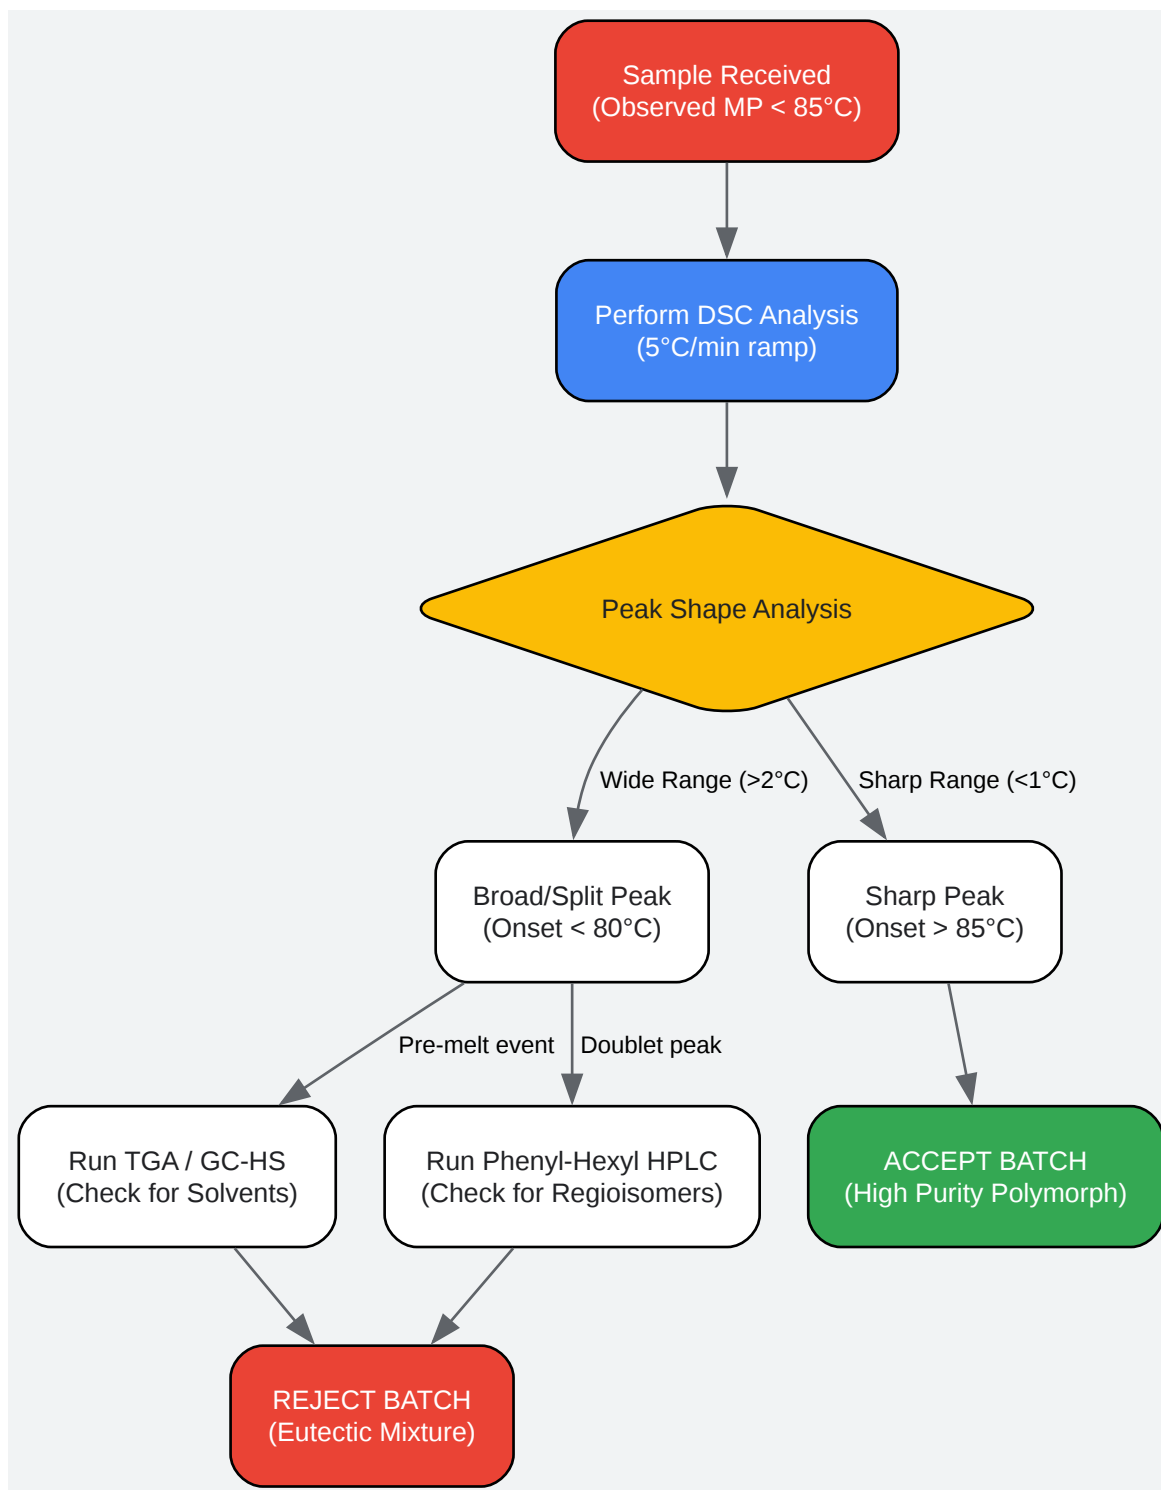 Sample Received
(Observed MP < 85°C)
Perform DSC Analysis
(5°C/min ramp)
Peak Shape Analysis
Wide Range (>2°C)
Sharp Range (<1°C)
Broad/Split Peak
(Onset < 80°C)
Sharp Peak
(Onset > 85°C)
Pre-melt event
Doublet peak
Run TGA / GC-HS
(Check for Solvents)
Run Phenyl-Hexyl HPLC
(Check for Regioisomers)
ACCEPT BATCH
(High Purity Polymorph)
REJECT BATCH
(Eutectic Mixture)